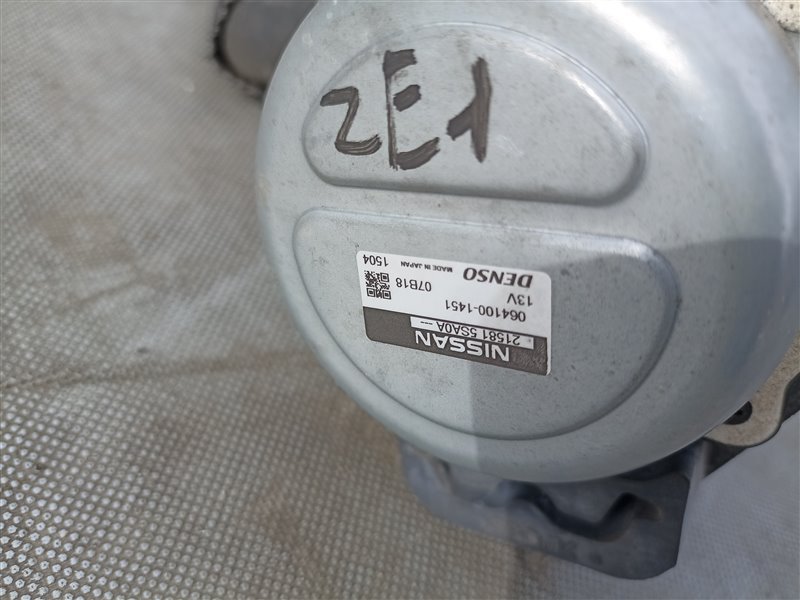 ZE1
NISSAN
21581 5SA0A ---
064100-1451
13V 07B18
DENSO MADE IN JAPAN 1504